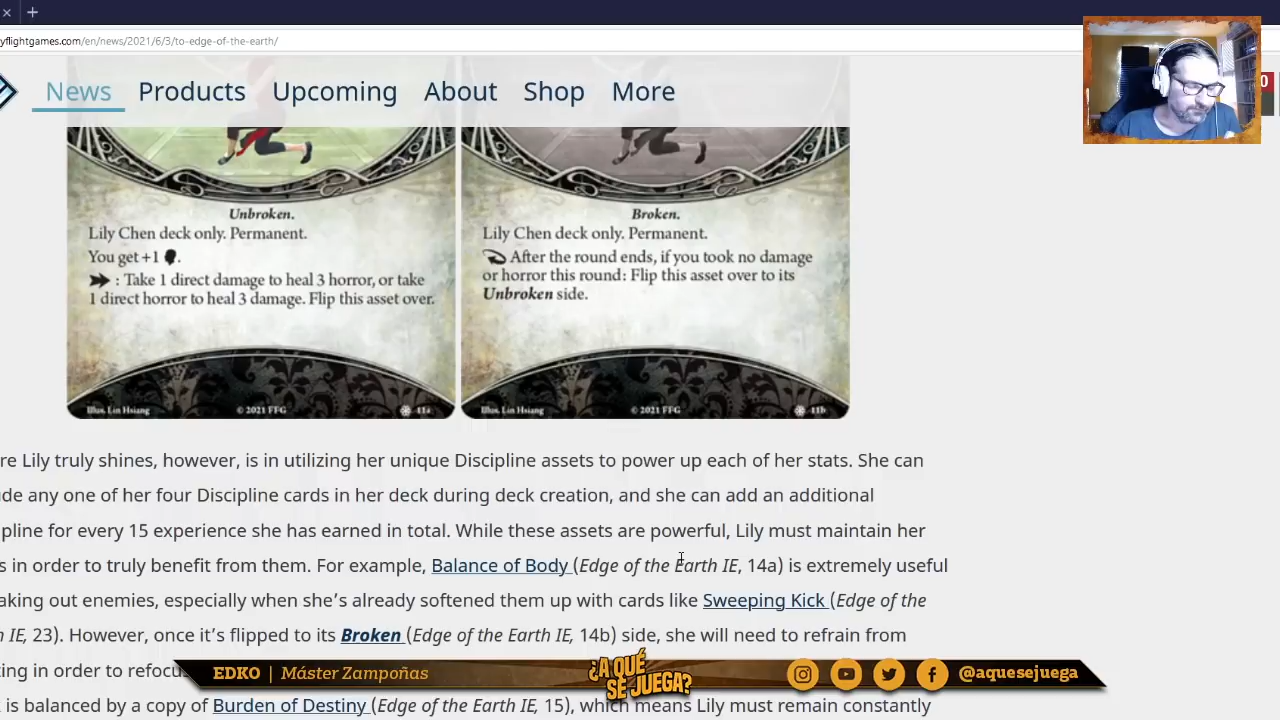 yflightgames.com/en/news/2021/6/3/to-edge-of-the-earth/
News Products Upcoming About Shop More
Unbroken.
Lily Chen deck only. Permanent.
You get +1
: Take 1 direct damage to heal 3 horror, or take
1 direct horror to heal 3 damage. Flip this asset over.
Illus. Lin Hsiang © 2021 FFG 11a
Broken.
Lily Chen deck only. Permanent.
After the round ends, if you took no damage
or horror this round: Flip this asset over to its
Unbroken side.
Illus. Lin Hsiang © 2021 FFG 11b
re Lily truly shines, however, is in utilizing her unique Discipline assets to power up each of her stats. She can
de any one of her four Discipline cards in her deck during deck creation, and she can add an additional
pline for every 15 experience she has earned in total. While these assets are powerful, Lily must maintain her
s in order to truly benefit from them. For example, Balance of Body (Edge of the Earth IE, 14a) is extremely useful
aking out enemies, especially when she's already softened them up with cards like Sweeping Kick (Edge of the
IE, 23). However, once it's flipped to its Broken (Edge of the Earth IE, 14b) side, she will need to refrain from
ing in order to refocu
is balanced by a copy of Burden of Destiny (Edge of the Earth IE, 15), which means Lily must remain constantly
EDKO | Máster Zampoñas
¿A QUÉ
SE JUEGA?
@aquesejuega